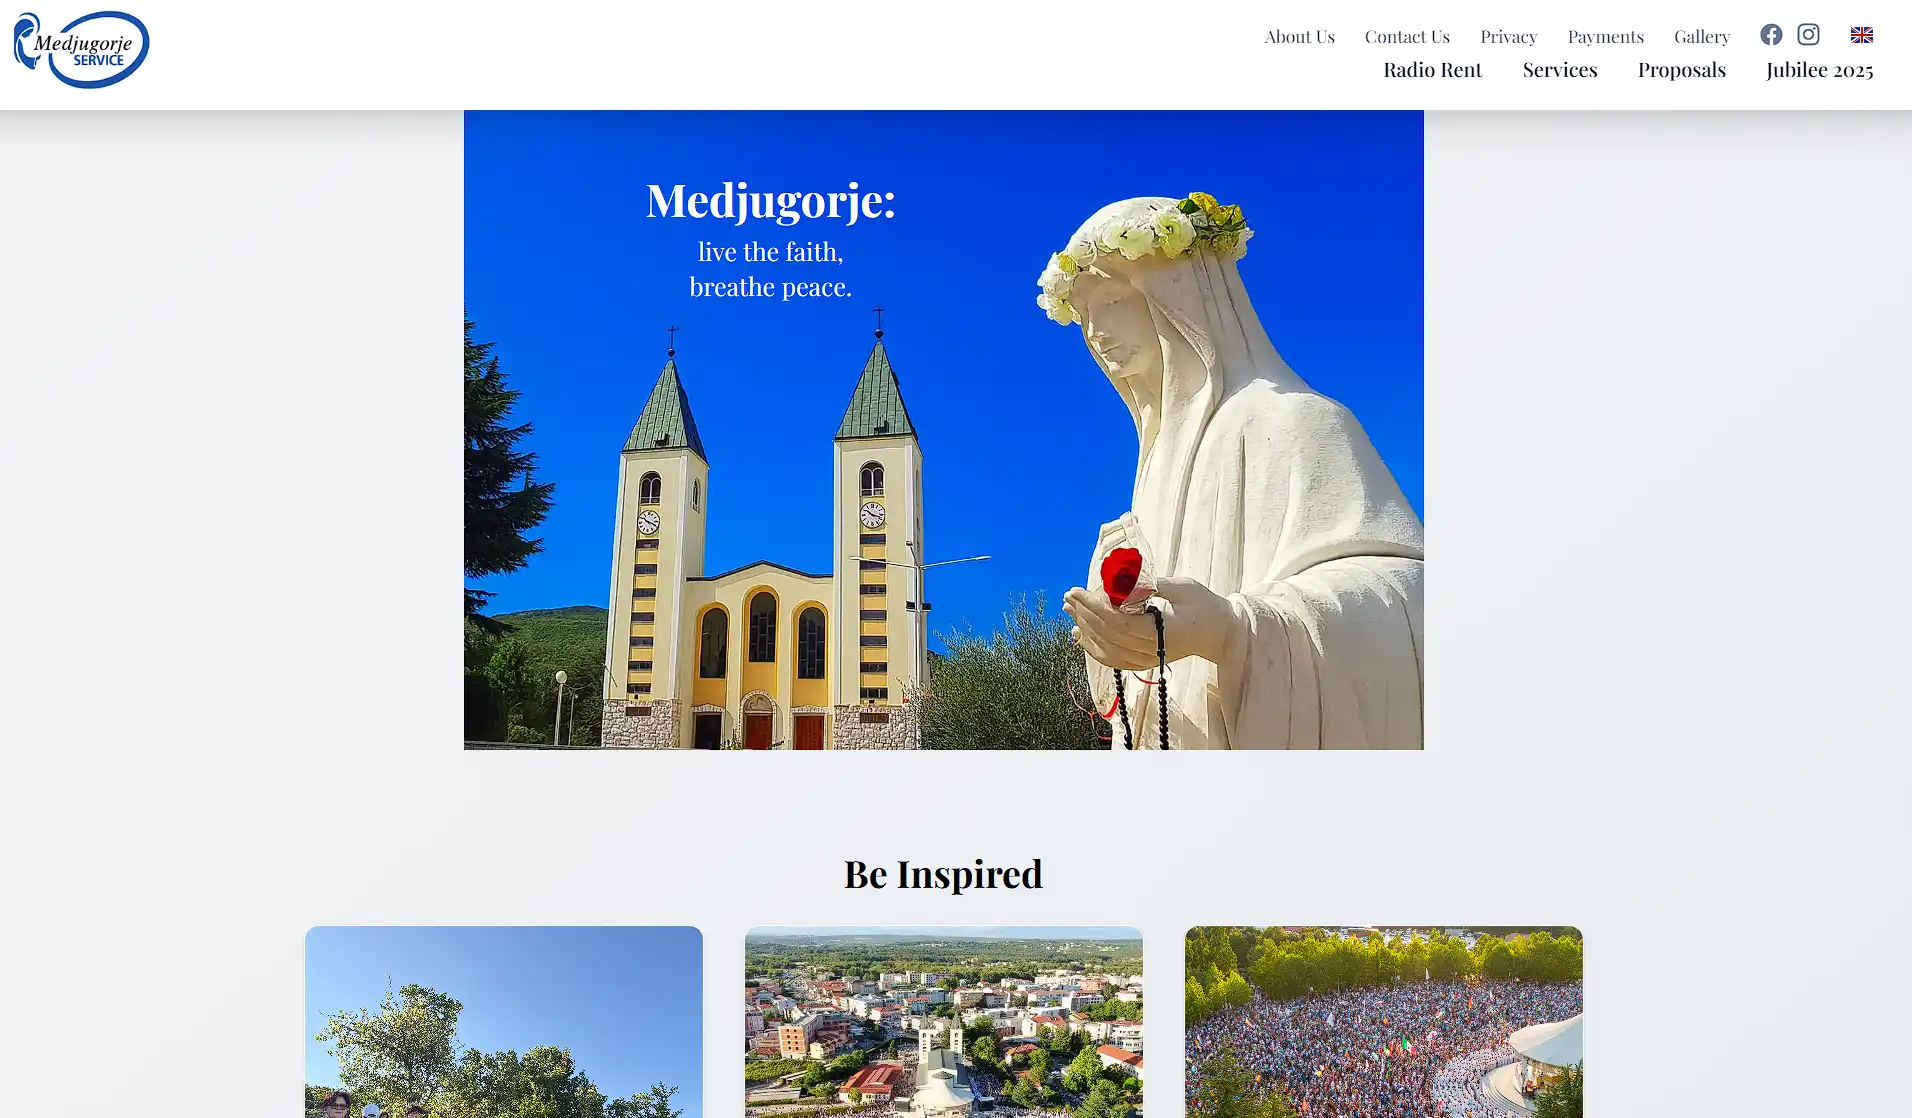 Medjugorje
SERVICE
About Us
Contact Us
Privacy
Payments
Gallery
Radio Rent
Services
Proposals
Jubilee 2025
Medjugorje:
live the faith,
breathe peace.
Be Inspired